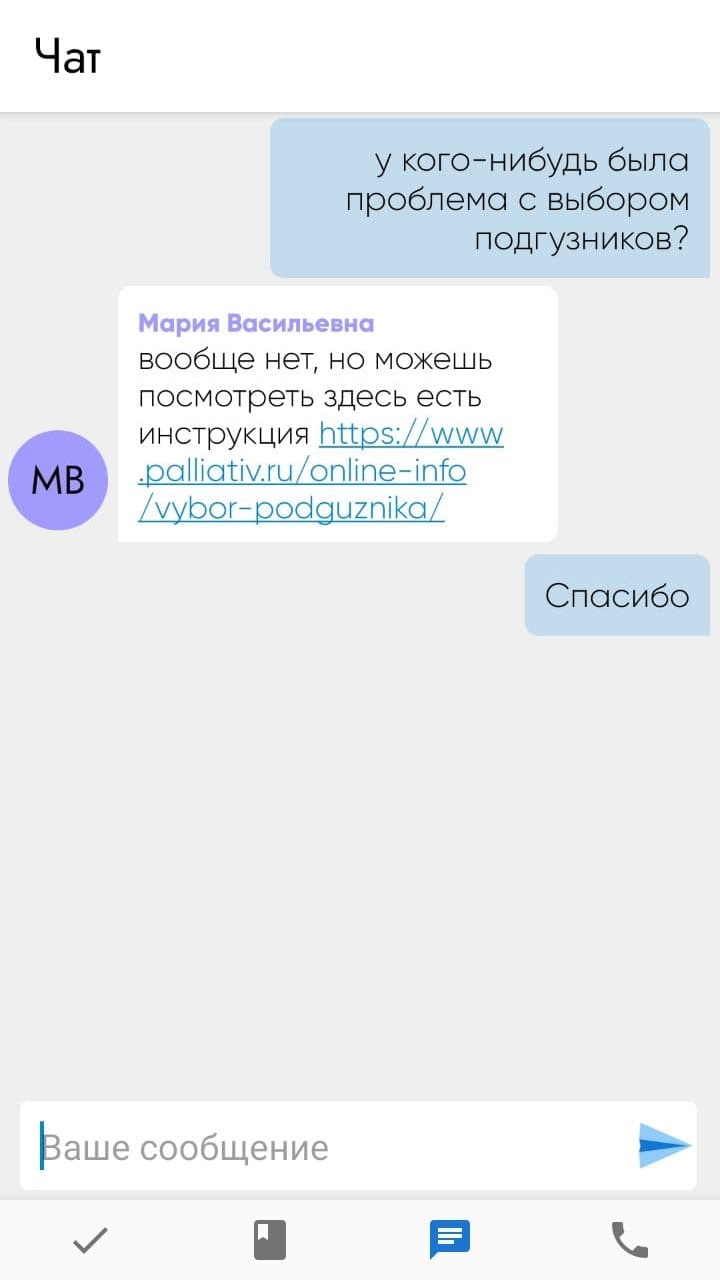 Чат
у кого-нибудь была
проблема с выбором
подгузников?
Мария Васильевна
вообще нет, но можешь
посмотреть здесь есть
инструкция https://www
.palliativ.ru/online-info
/vybor-podguznika/
МВ
Спасибо
Ваше сообщение